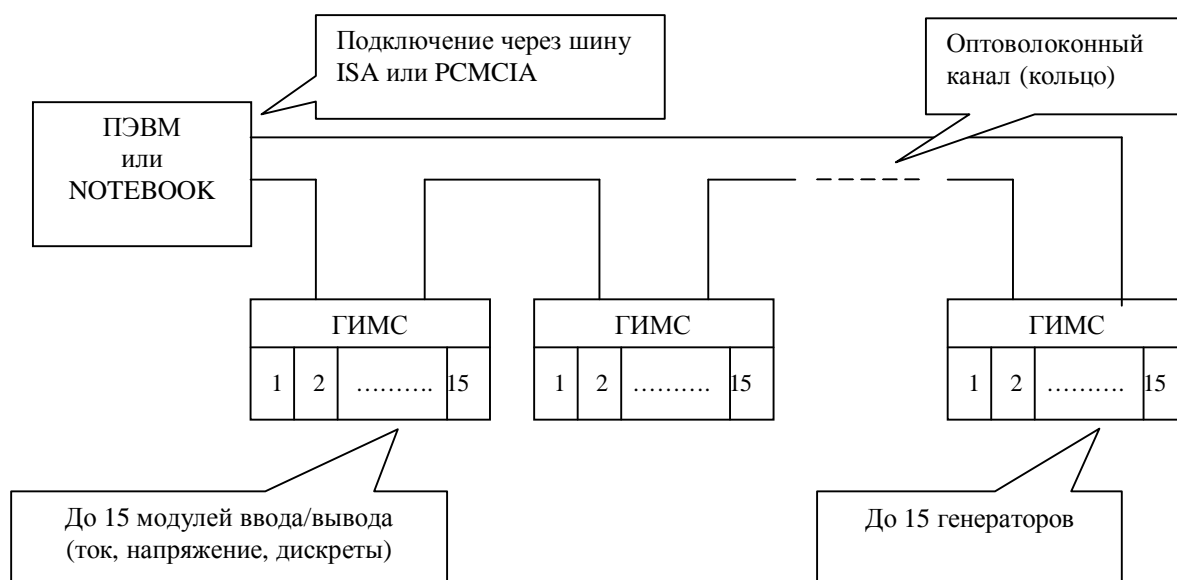 Подключение через шину
ISA или PCMCIA
Оптоволоконный
канал (кольцо)
ПЭВМ
или
NOTEBOOK
ГИМС
1 2 ………. 15
ГИМС
1 2 ………. 15
ГИМС
1 2 ………. 15
До 15 модулей ввода/вывода
(ток, напряжение, дискреты)
До 15 генераторов